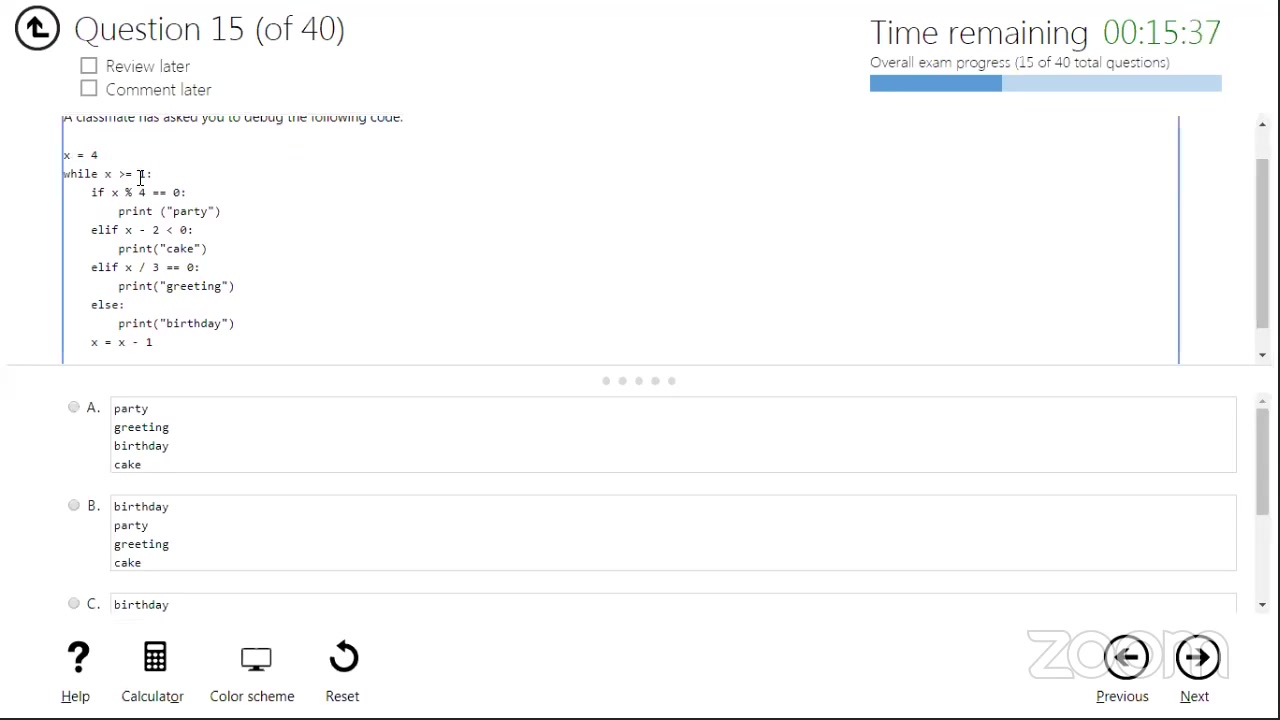 Question 15 (of 40)
Time remaining 00:15:37
Review later
Overall exam progress (15 of 40 total questions)
Comment later
A classmate has asked you to debug the following code.
x = 4
while x >= 1:
if x % 4 == 0:
print ("party")
elif x - 2 < 0:
print("cake")
elif x / 3 == 0:
print("greeting")
else:
print("birthday")
x = x - 1
A.
party
greeting
birthday
cake
B.
birthday
party
greeting
cake
C.
birthday
zoom
Help
Calculator
Color scheme
Reset
Previous
Next